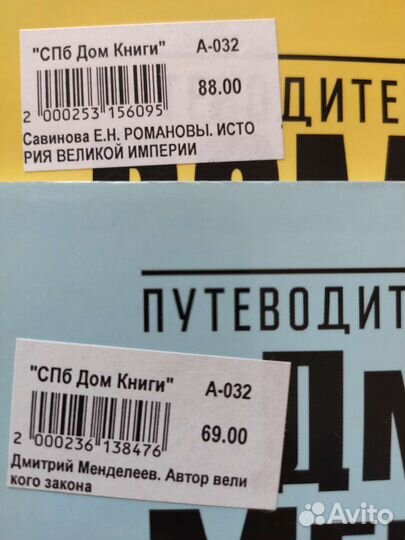 "СПб Дом Книги" А-032
88.00
2 000253 156095
Савинова Е.Н. РОМАНОВЫ. ИСТО
РИЯ ВЕЛИКОЙ ИМПЕРИИ
ПУТЕВОДИТ
"СПб Дом Книги" А-032
69.00
2 000236 138476
Дмитрий Менделеев. Автор вели
кого закона
Avito